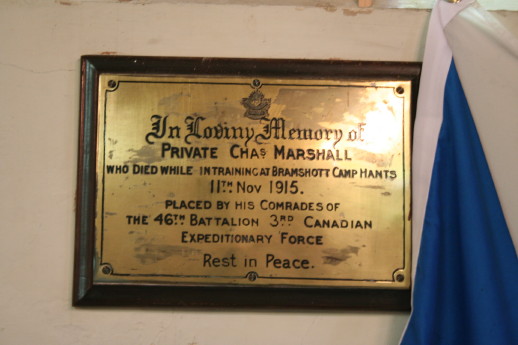 In Loving Memory of
PRIVATE CHAS MARSHALL
WHO DIED WHILE IN TRAINING AT BRAMSHOTT CAMP HANTS
11TH NOV 1915.
PLACED BY HIS COMRADES OF
THE 46TH BATTALION 3RD CANADIAN
EXPEDITIONARY FORCE
REST IN PEACE.